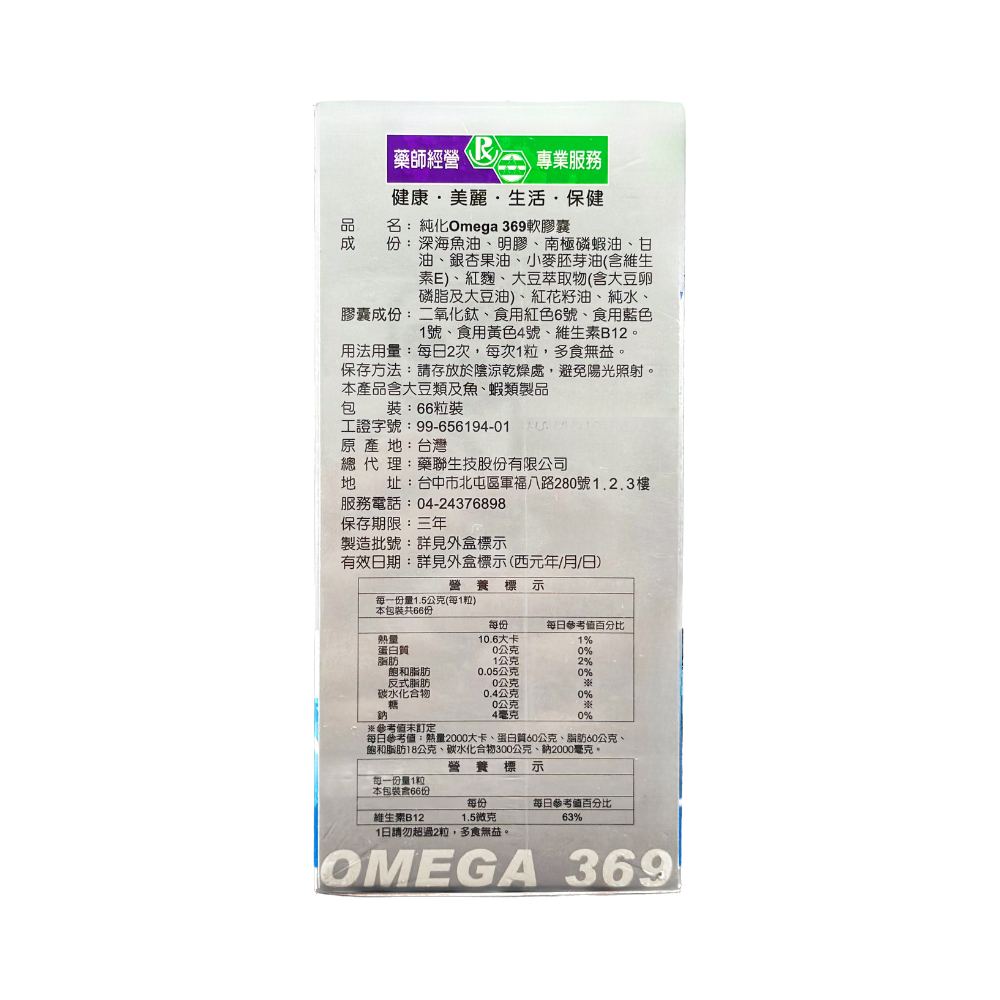 藥師經營 Rx 專業服務
健康・美麗・生活・保健
品　　名：純化Omega 369軟膠囊
成　　份：深海魚油、明膠、南極磷蝦油、甘
油、銀杏果油、小麥胚芽油(含維生
素E)、紅麴、大豆萃取物(含大豆卵
磷脂及大豆油)、紅花籽油、純水、
膠囊成份：二氧化鈦、食用紅色6號、食用藍色
1號、食用黃色4號、維生素B12。
用法用量：每日2次，每次1粒，多食無益。
保存方法：請存放於陰涼乾燥處，避免陽光照射。
本產品含大豆類及魚、蝦類製品
包　　裝：66粒裝
工證字號：99-656194-01
原 產 地：台灣
總 代 理：藥聯生技股份有限公司
地　　址：台中市北屯區軍福八路280號1.2.3樓
服務電話：04-24376898
保存期限：三年
製造批號：詳見外盒標示
有效日期：詳見外盒標示(西元年/月/日)
營 養 標 示
每一份量1.5公克(每1粒)
本包裝共66份
每份 每日參考值百分比
熱量 10.6大卡 1%
蛋白質 0公克 0%
脂肪 1公克 2%
飽和脂肪 0.05公克 0%
反式脂肪 0公克 ※
碳水化合物 0.4公克 0%
糖 0公克 ※
鈉 4毫克 0%
※參考值未訂定
每日參考值：熱量2000大卡、蛋白質60公克、脂肪60公克、
飽和脂肪18公克、碳水化合物300公克、鈉2000毫克。
營 養 標 示
每一份量1粒
本包裝含66份
每份 每日參考值百分比
維生素B12 1.5微克 63%
1日請勿超過2粒，多食無益。
OMEGA 369